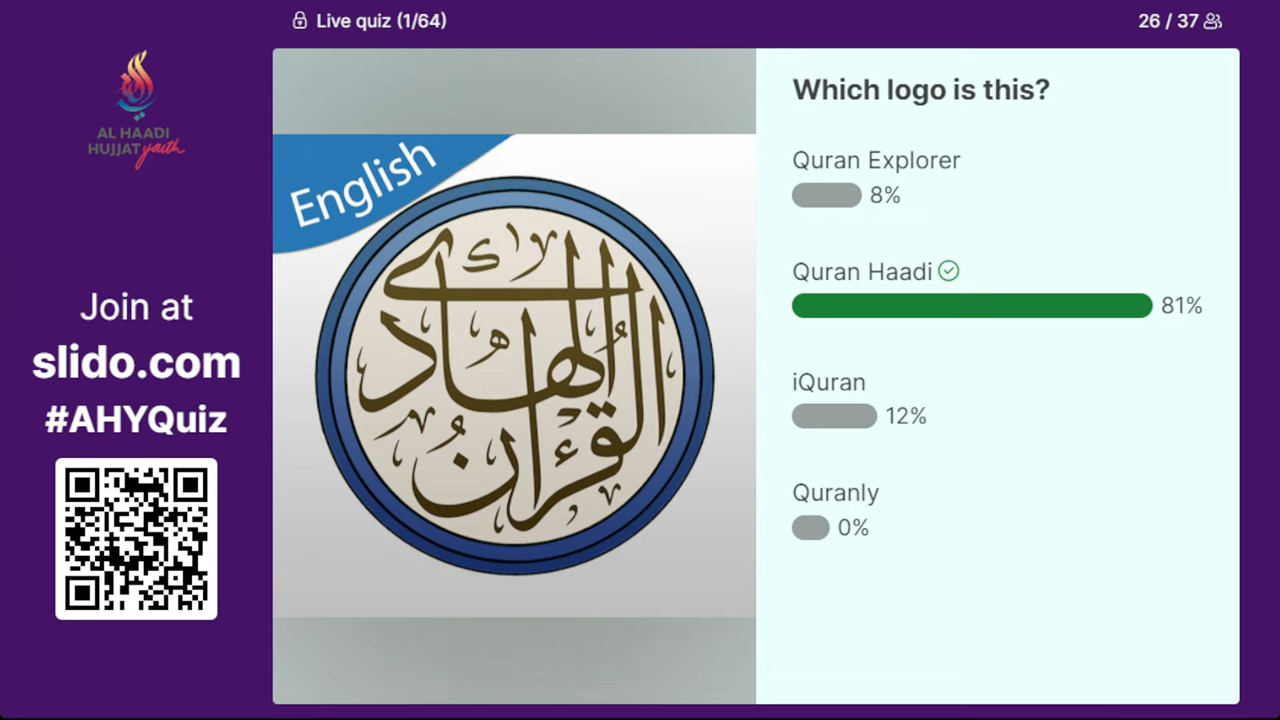 Live quiz (1/64)
26 / 37
AL HAADI
HUJJAT youth
Join at
slido.com
#AHYQuiz
English
القرآن الهادي
Which logo is this?
Quran Explorer
8%
Quran Haadi
81%
iQuran
12%
Quranly
0%